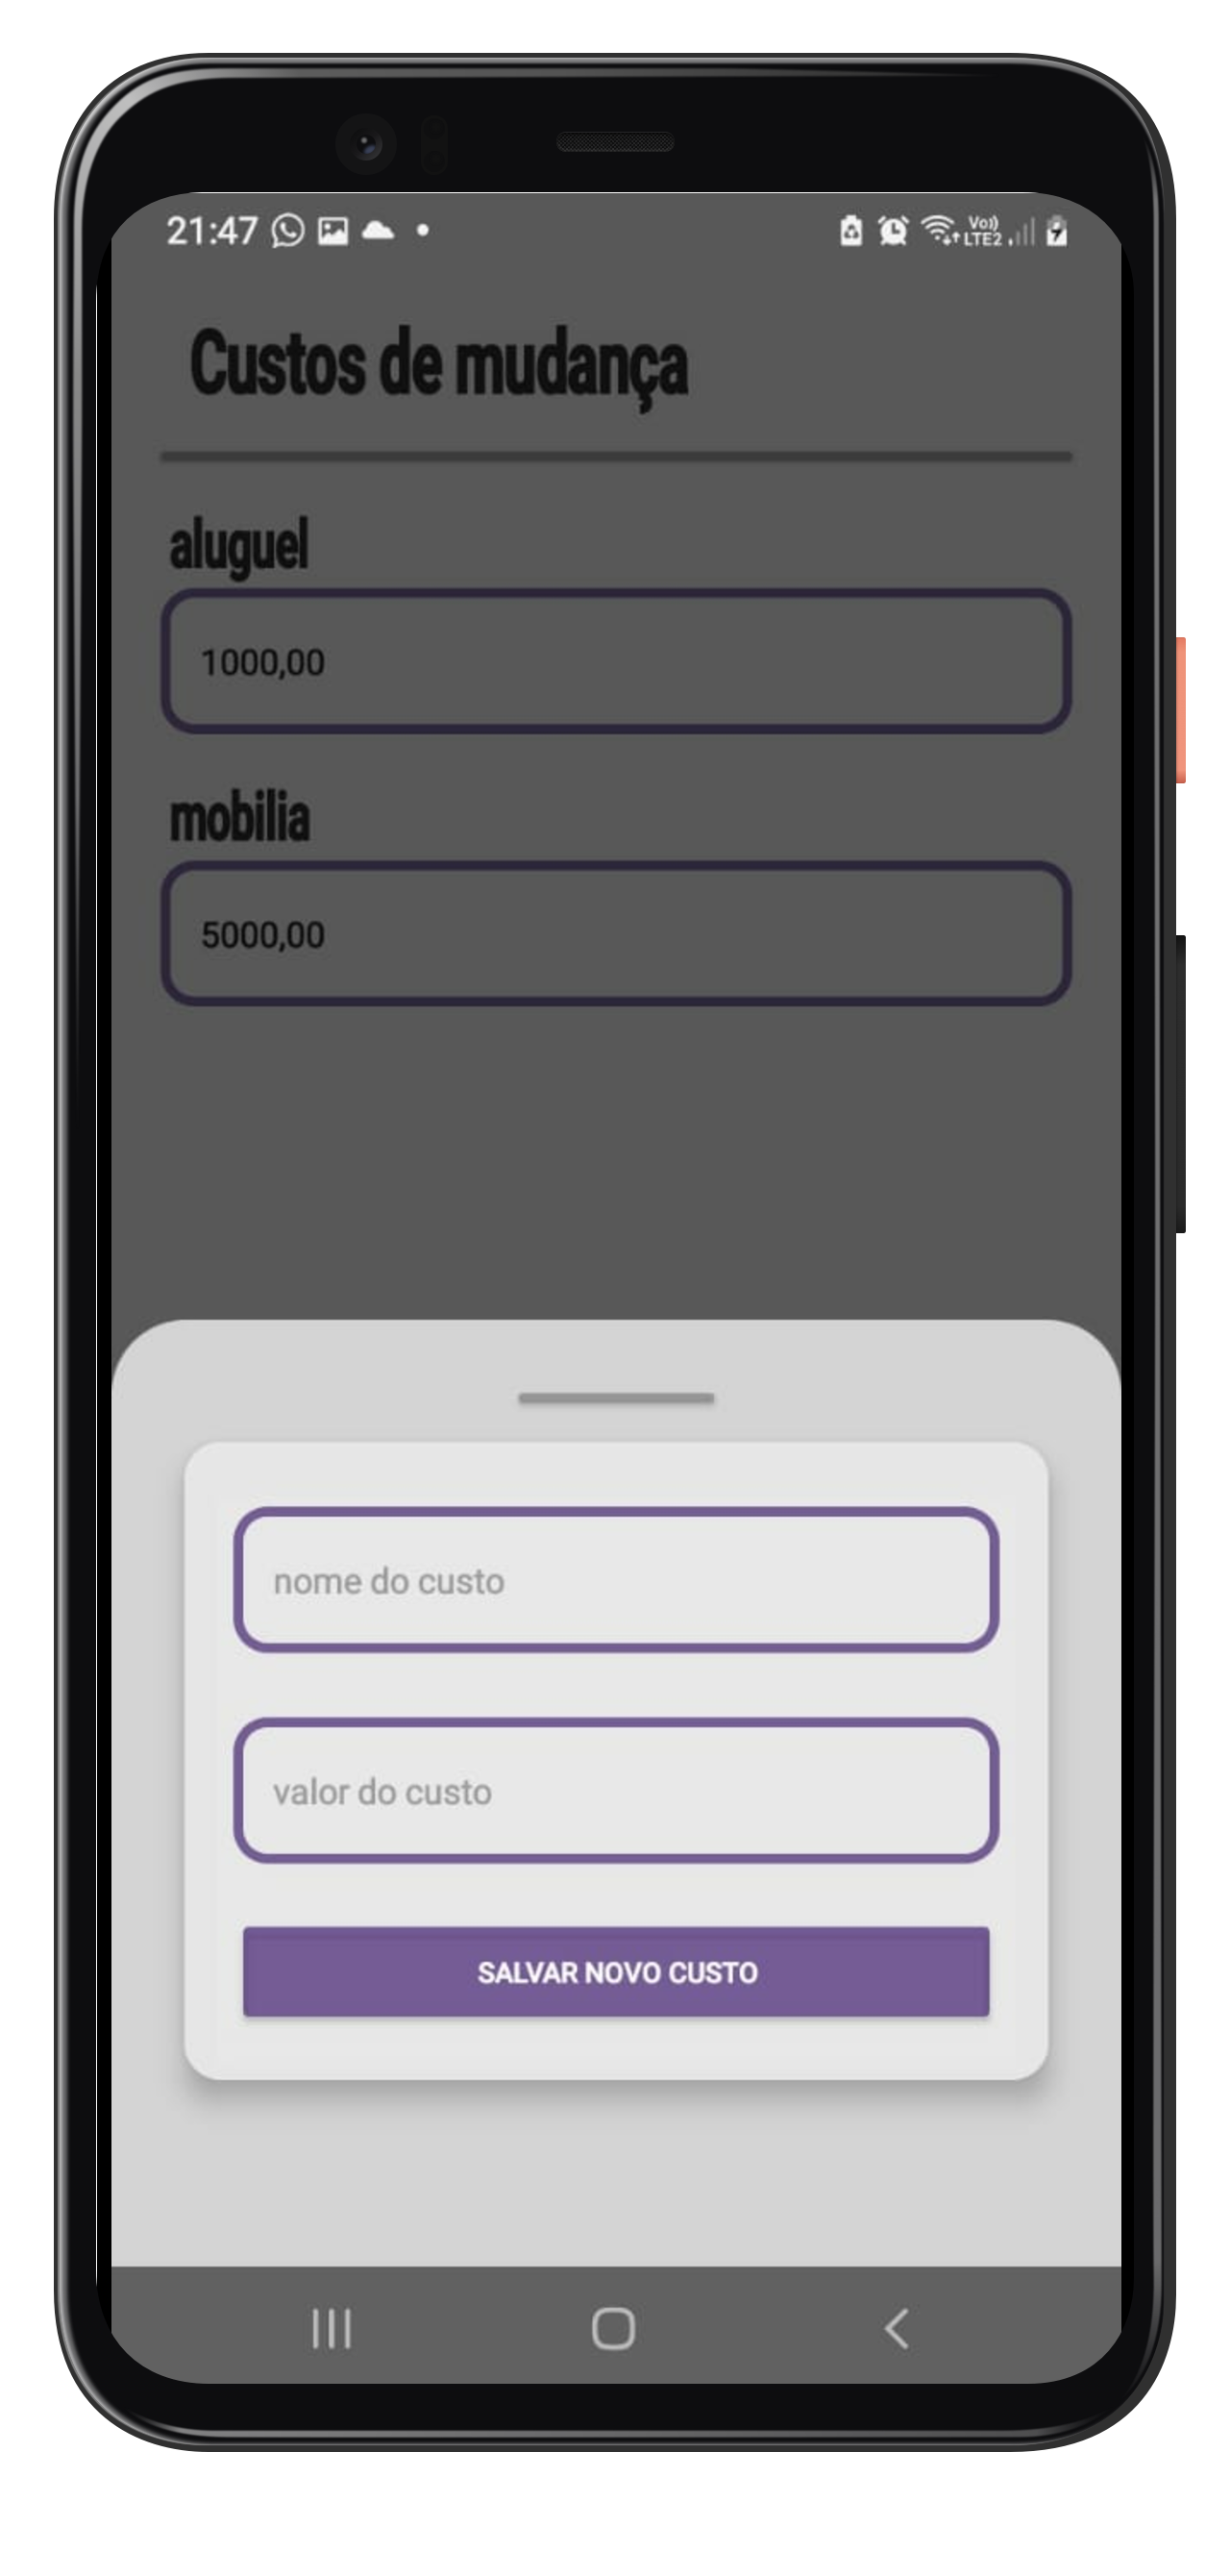 21:47
Vo))
LTE2
Custos de mudança
aluguel
1000,00
mobilia
5000,00
nome do custo
valor do custo
SALVAR NOVO CUSTO